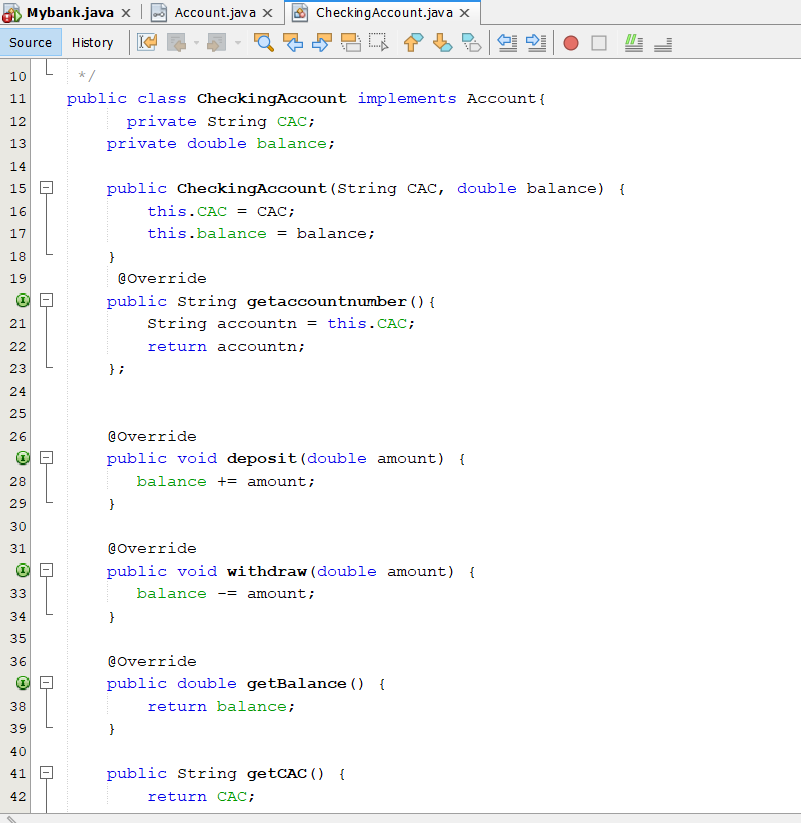 Mybank.java Account.java CheckingAccount.java
Source History
10 */
11 public class CheckingAccount implements Account{
12 private String CAC;
13 private double balance;
14
15 public CheckingAccount(String CAC, double balance) {
16 this.CAC = CAC;
17 this.balance = balance;
18 }
19 @Override
public String getaccountnumber(){
21 String accountn = this.CAC;
22 return accountn;
23 };
24
25
26 @Override
public void deposit(double amount) {
28 balance += amount;
29 }
30
31 @Override
public void withdraw(double amount) {
33 balance -= amount;
34 }
35
36 @Override
public double getBalance() {
38 return balance;
39 }
40
41 public String getCAC() {
42 return CAC;